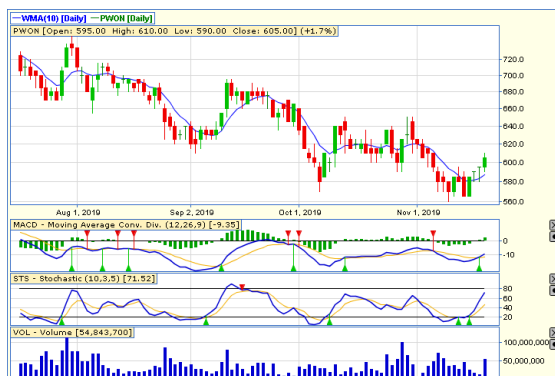 WMA(10) [Daily] PWON [Daily]
PWON [Open: 595.00 High: 610.00 Low: 590.00 Close: 605.00] (+1.7%)
720.0
700.0
680.0
660.0
640.0
620.0
600.0
580.0
560.0
Aug 1, 2019 Sep 2, 2019 Oct 1, 2019 Nov 1, 2019
MACD - Moving Average Conv. Div. (12,26,9) [-9.35]
0
-10
STS - Stochastic (10,3,5) [71.52]
80
60
40
20
VOL - Volume [54,843,700]
100,000,000
50,000,000